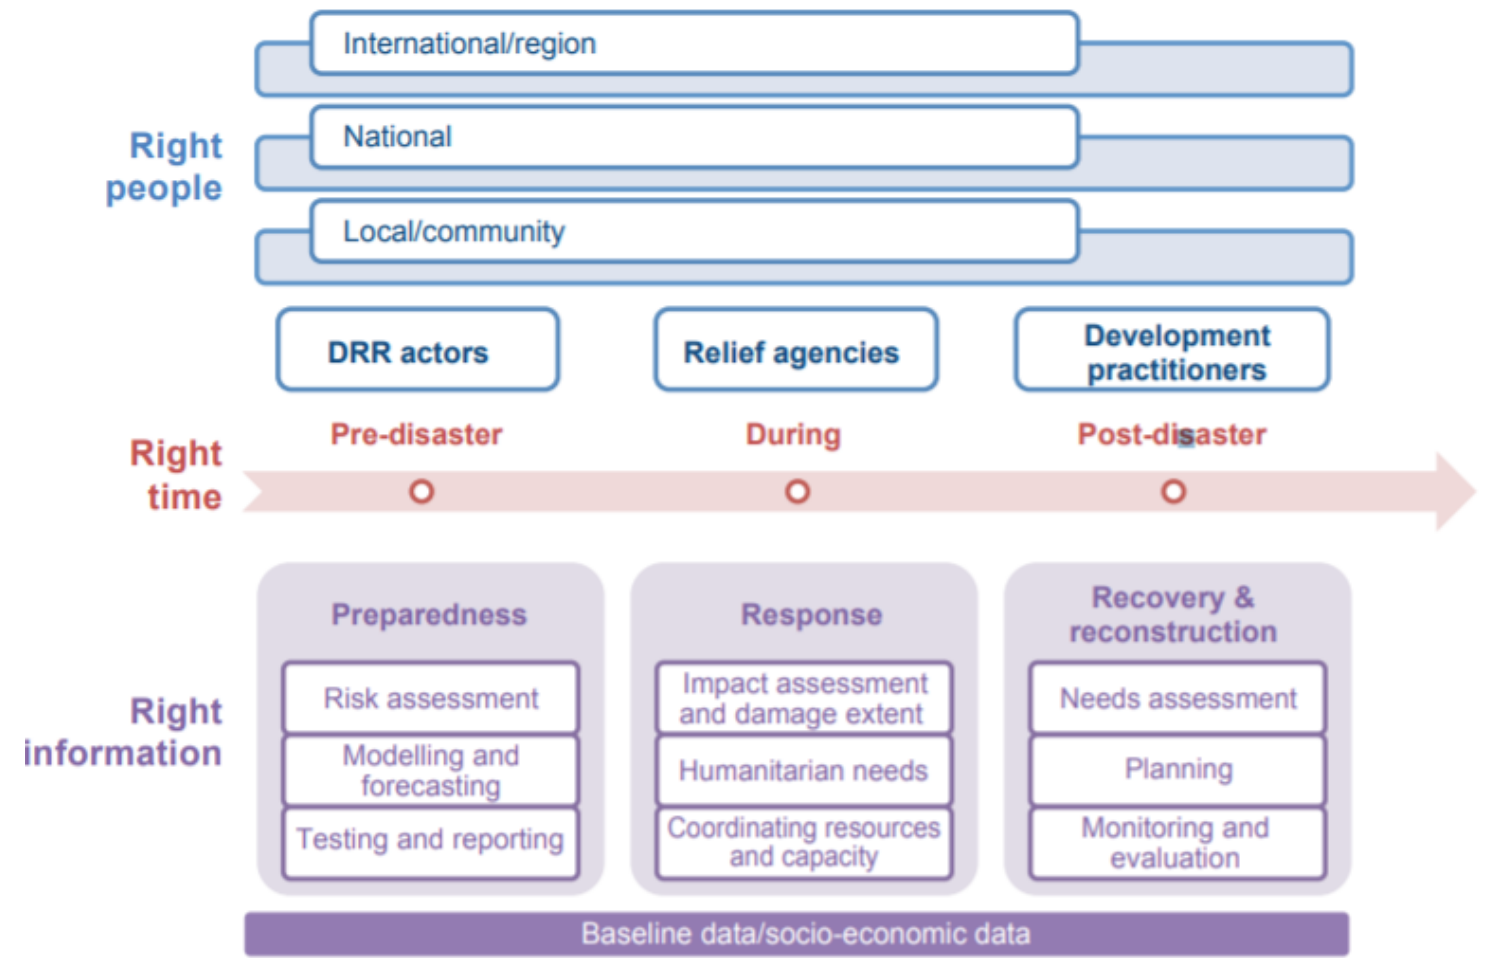 International/region
National
Right
people
Local/community
DRR actors
Relief agencies
Development
practitioners
Pre-disaster
During
Post-disaster
Right
time
Preparedness
Response
Recovery &
reconstruction
Right
information
Risk assessment
Modelling and
forecasting
Testing and reporting
Impact assessment
and damage extent
Humanitarian needs
Coordinating resources
and capacity
Needs assessment
Planning
Monitoring and
evaluation
Baseline data/socio-economic data